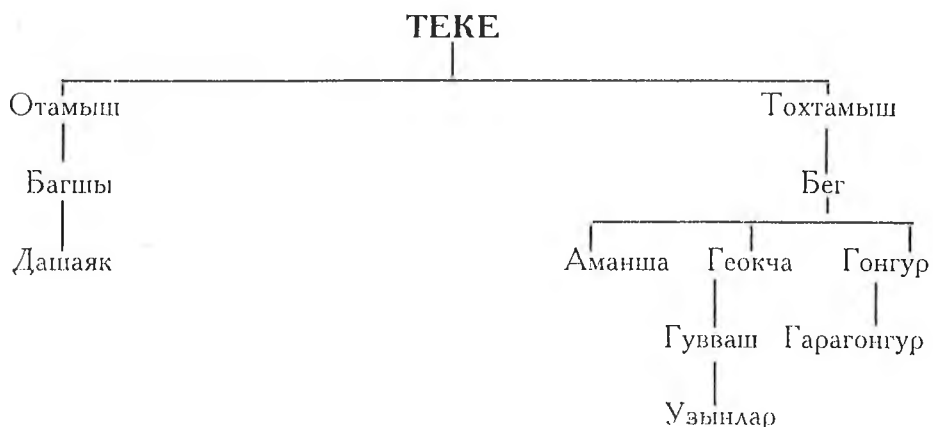 ТЕКЕ
Отамыш Тохтамыш
Багшы Бег
Дашаяк Аманша Геокча Гонгур
Гувваш Гарагонгур
Узынлар